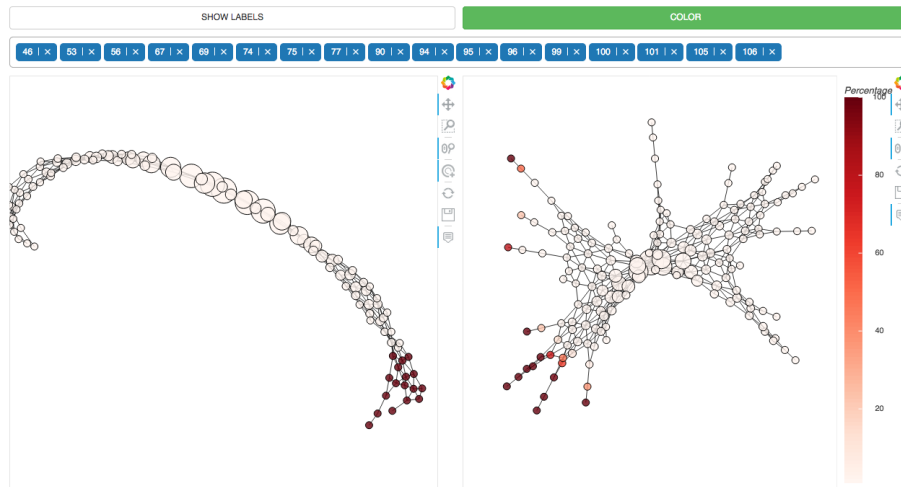 SHOW LABELS COLOR
46 | × 53 | × 56 | × 67 | × 69 | × 74 | × 75 | × 77 | × 90 | × 94 | × 95 | × 96 | × 99 | × 100 | × 101 | × 105 | × 106 | ×
Percentage
100
80
60
40
20